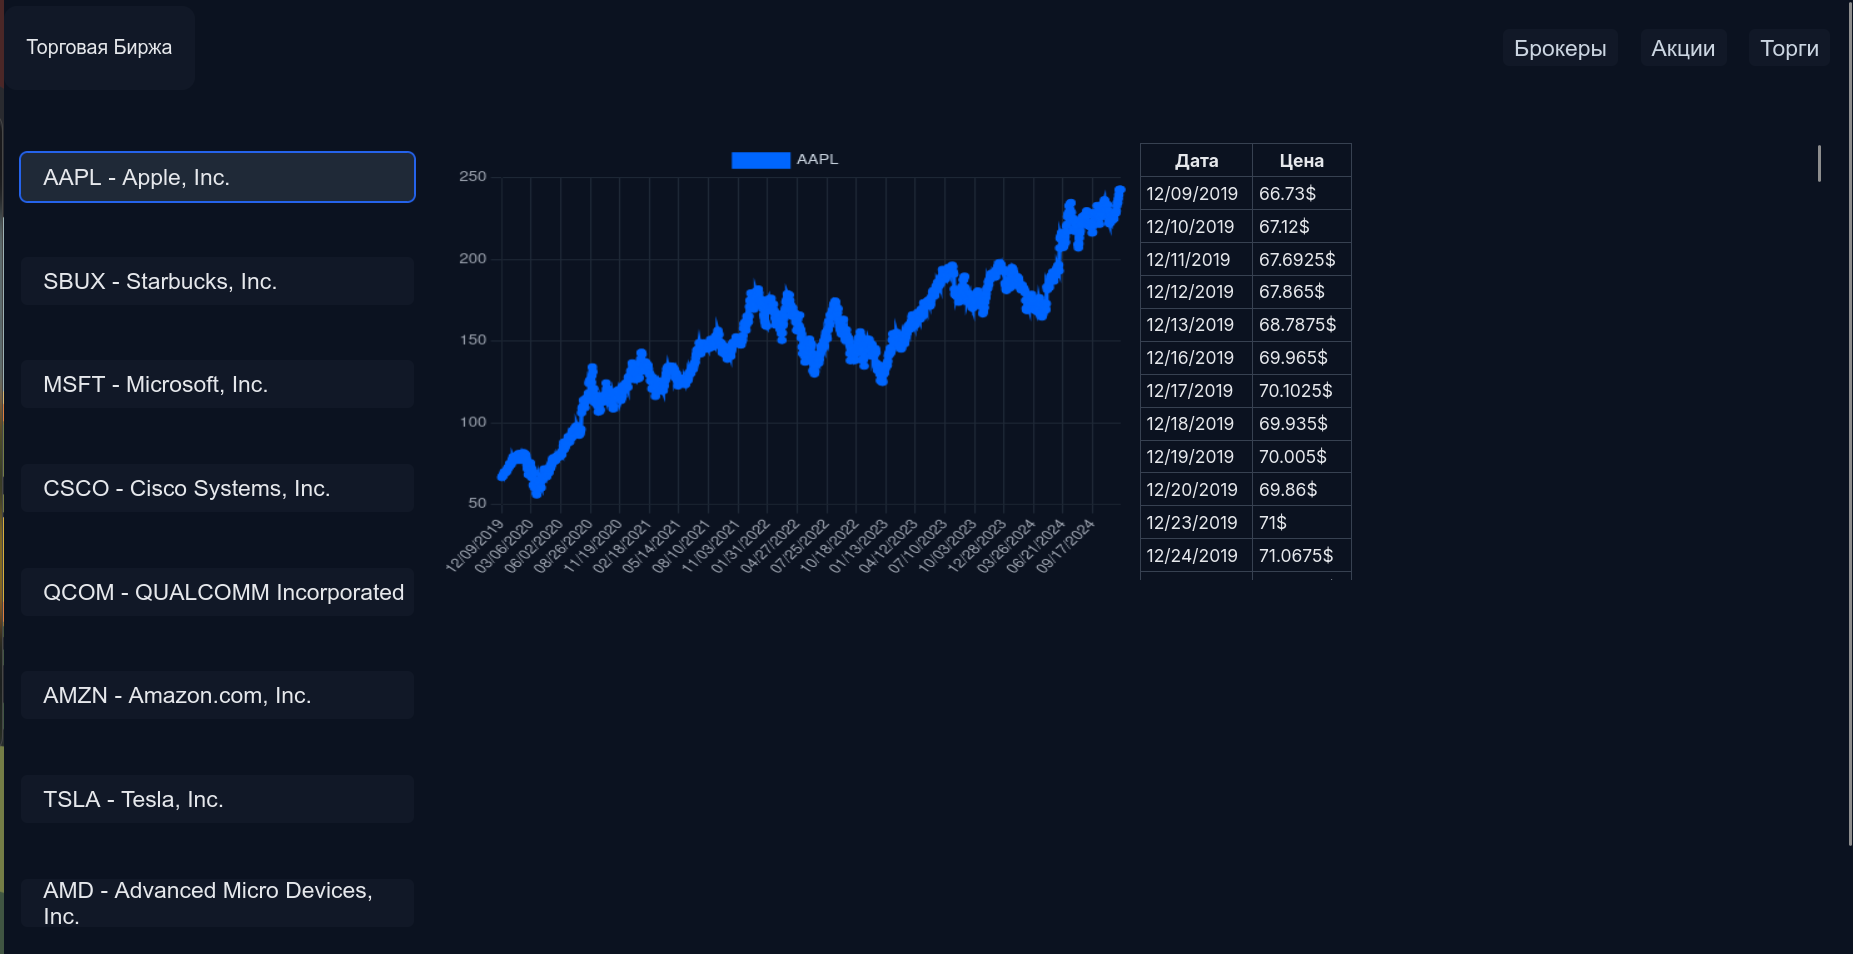 Торговая Биржа
Брокеры
Акции
Торги
AAPL - Apple, Inc.
SBUX - Starbucks, Inc.
MSFT - Microsoft, Inc.
CSCO - Cisco Systems, Inc.
QCOM - QUALCOMM Incorporated
AMZN - Amazon.com, Inc.
TSLA - Tesla, Inc.
AMD - Advanced Micro Devices,
Inc.
AAPL
250
200
150
100
50
12/09/2019
03/06/2020
06/02/2020
08/26/2020
11/19/2020
02/18/2021
05/14/2021
08/10/2021
11/03/2021
01/31/2022
04/27/2022
07/25/2022
10/18/2022
01/13/2023
04/12/2023
07/10/2023
10/03/2023
12/28/2023
03/26/2024
06/21/2024
09/17/2024
Дата Цена
12/09/2019 66.73$
12/10/2019 67.12$
12/11/2019 67.6925$
12/12/2019 67.865$
12/13/2019 68.7875$
12/16/2019 69.965$
12/17/2019 70.1025$
12/18/2019 69.935$
12/19/2019 70.005$
12/20/2019 69.86$
12/23/2019 71$
12/24/2019 71.0675$